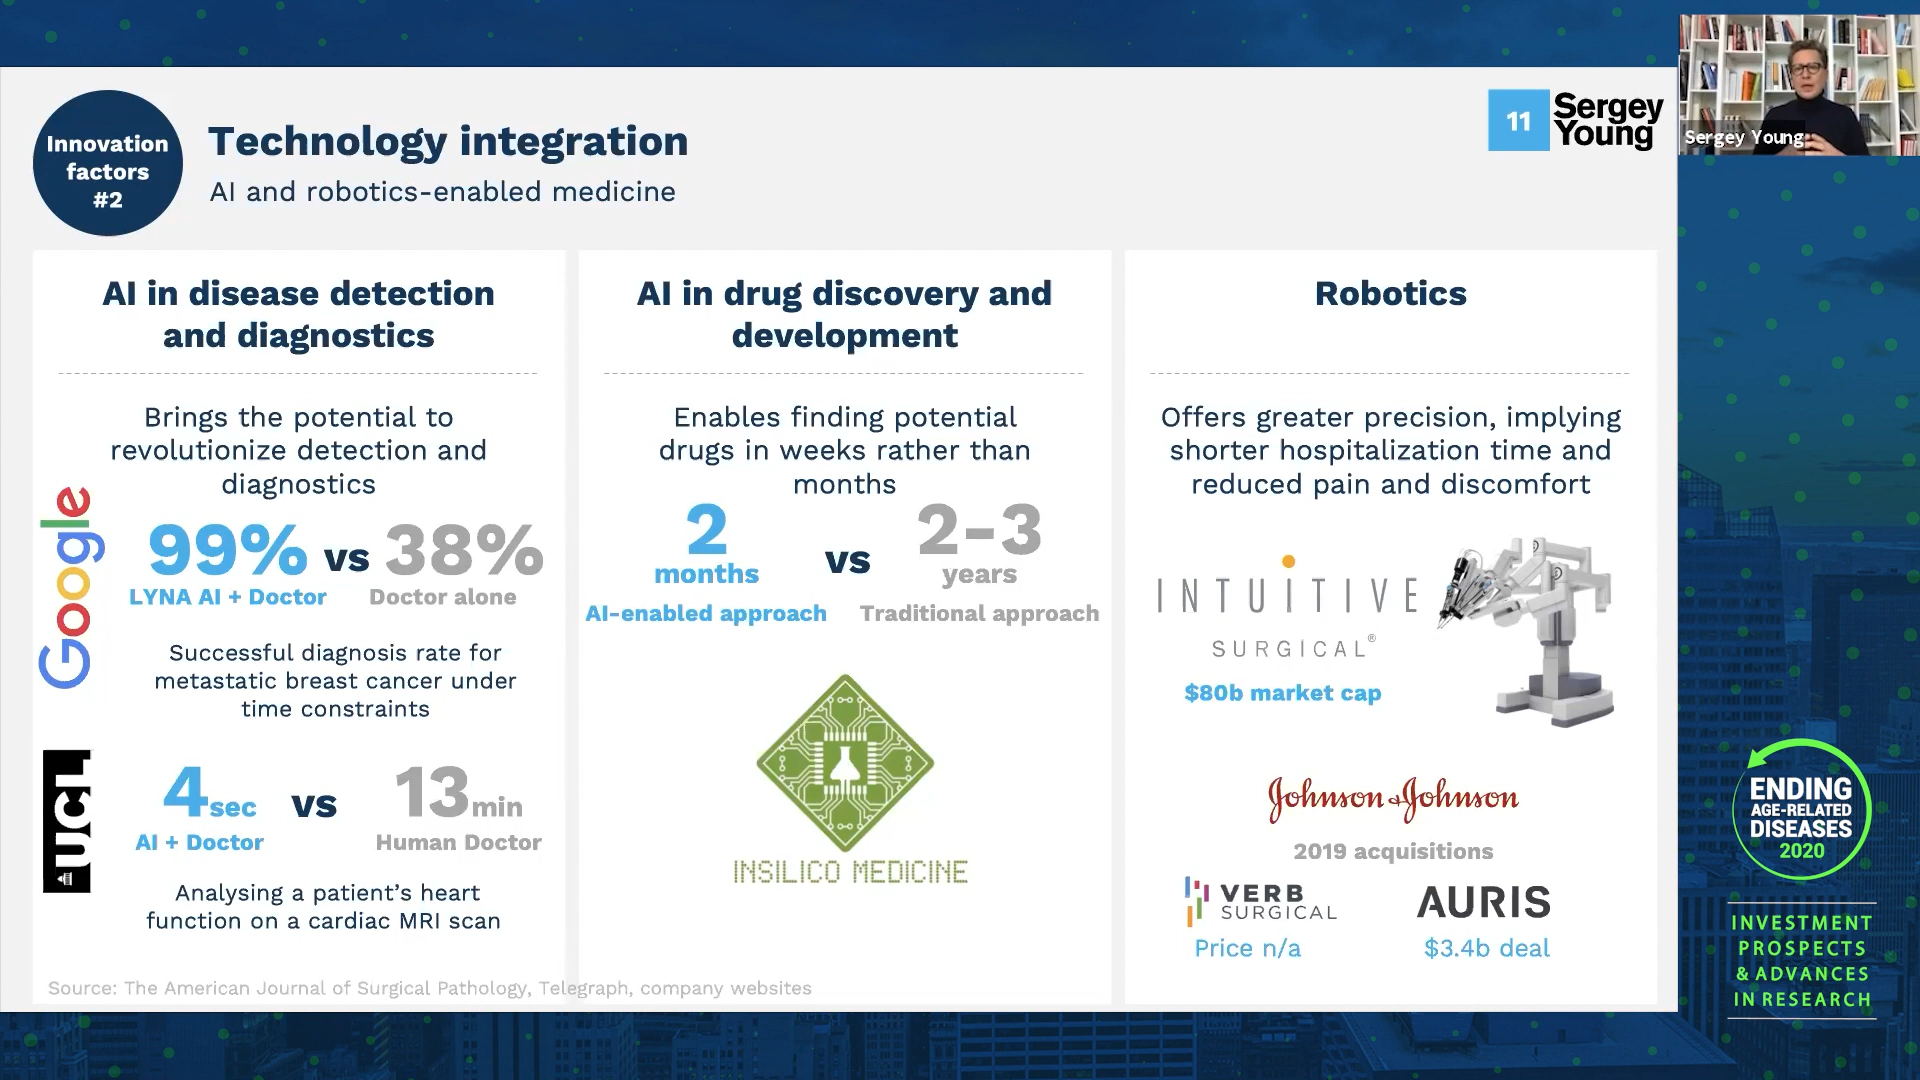 Innovation
factors
#2
Technology integration
AI and robotics-enabled medicine
11
Sergey
Young
Sergey Young
AI in disease detection
and diagnostics
Brings the potential to
revolutionize detection and
diagnostics
Google
99% vs 38%
LYNA AI + Doctor
Doctor alone
Successful diagnosis rate for
metastatic breast cancer under
time constraints
UCL
4sec vs 13min
AI + Doctor
Human Doctor
Analysing a patient's heart
function on a cardiac MRI scan
AI in drug discovery and
development
Enables finding potential
drugs in weeks rather than
months
2 vs 2-3
months
years
AI-enabled approach
Traditional approach
INSILICO MEDICINE
Robotics
Offers greater precision, implying
shorter hospitalization time and
reduced pain and discomfort
INTUITIVE
SURGICAL®
$80b market cap
Johnson & Johnson
2019 acquisitions
VERB
SURGICAL
Price n/a
AURIS
$3.4b deal
Source: The American Journal of Surgical Pathology, Telegraph, company websites
ENDING
AGE-RELATED
DISEASES
2020
INVESTMENT
PROSPECTS
& ADVANCES
IN RESEARCH